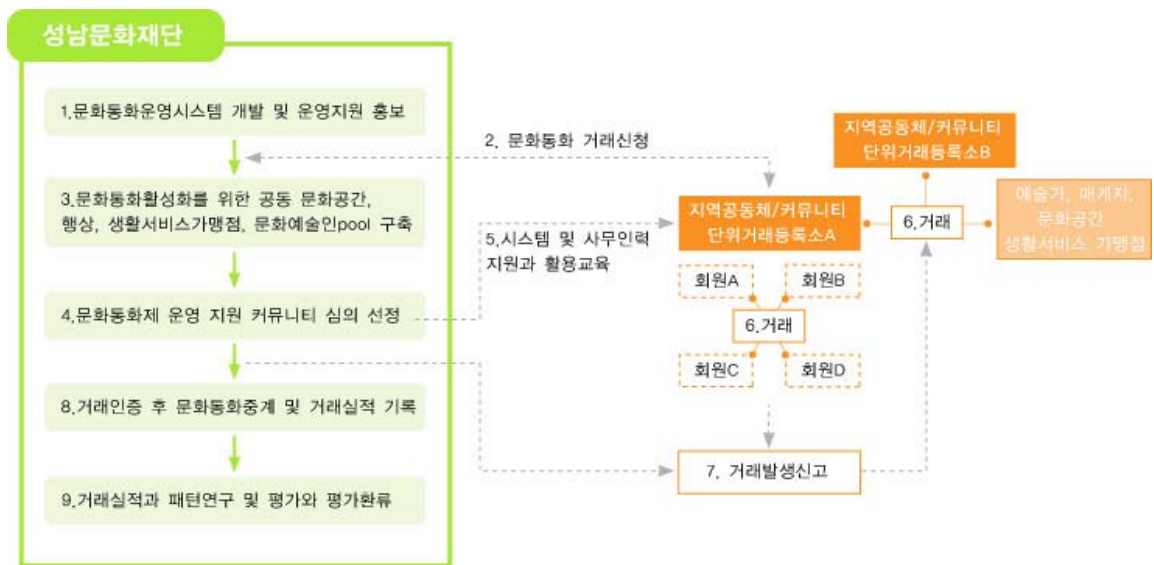 성남문화재단
1.문화통화운영시스템 개발 및 운영지원 홍보
2. 문화통화 거래신청
지역공동체/커뮤니티
단위거래등록소B
3.문화통화활성화를 위한 공동 문화공간,
행상, 생활서비스가맹점, 문화예술인pool 구축
지역공동체/커뮤니티
단위거래등록소A
6.거래
예술가, 매게자,
문화공간
생활서비스 가맹점
5.시스템 및 사무인력
지원과 활용교육
회원A
회원B
6.거래
회원C
회원D
4.문화통화제 운영 지원 커뮤니티 심의 선정
8.거래인증 후 문화통화중계 및 거래실적 기록
7. 거래발생신고
9.거래실적과 패턴연구 및 평가와 평가환류